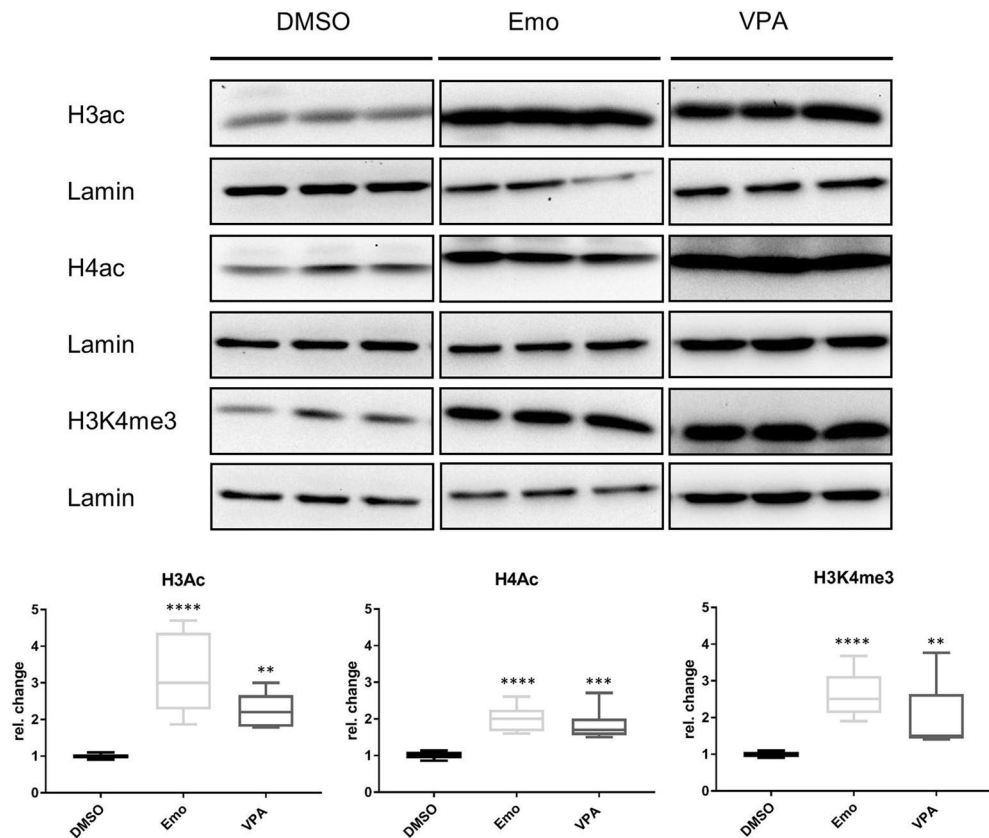 DMSO Emo VPA
H3ac
Lamin
H4ac
Lamin
H3K4me3
Lamin
H3Ac
rel. change
5
4
3
2
1
0
****
**
DMSO Emo VPA
H4Ac
rel. change
5
4
3
2
1
0
****
***
DMSO Emo VPA
H3K4me3
rel. change
5
4
3
2
1
0
****
**
DMSO Emo VPA